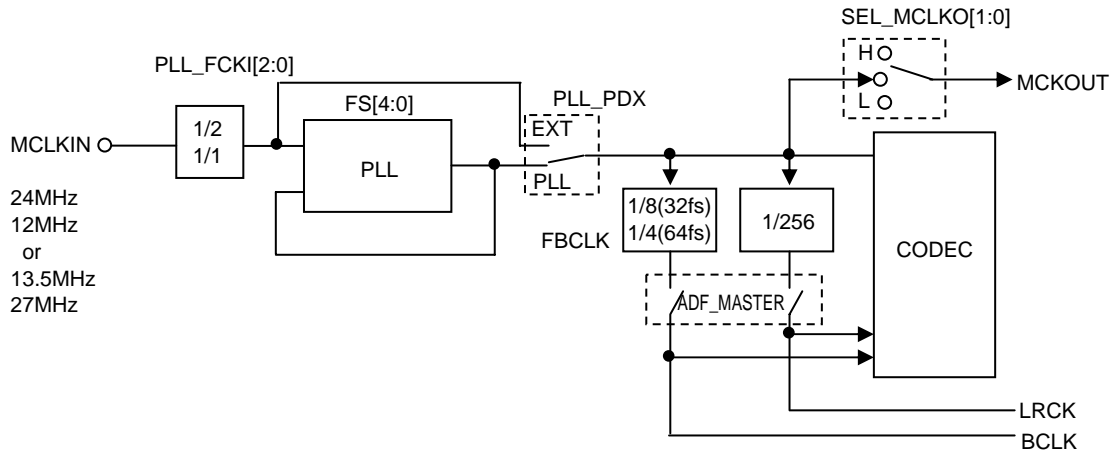 SEL_MCLKO[1:0]
H
L
MCKOUT
PLL_FCKI[2:0]
FS[4:0]
PLL_PDX
EXT
PLL
MCLKIN
1/2
1/1
PLL
24MHz
12MHz
or
13.5MHz
27MHz
1/8(32fs)
1/4(64fs)
FBCLK
1/256
CODEC
ADF_MASTER
LRCK
BCLK